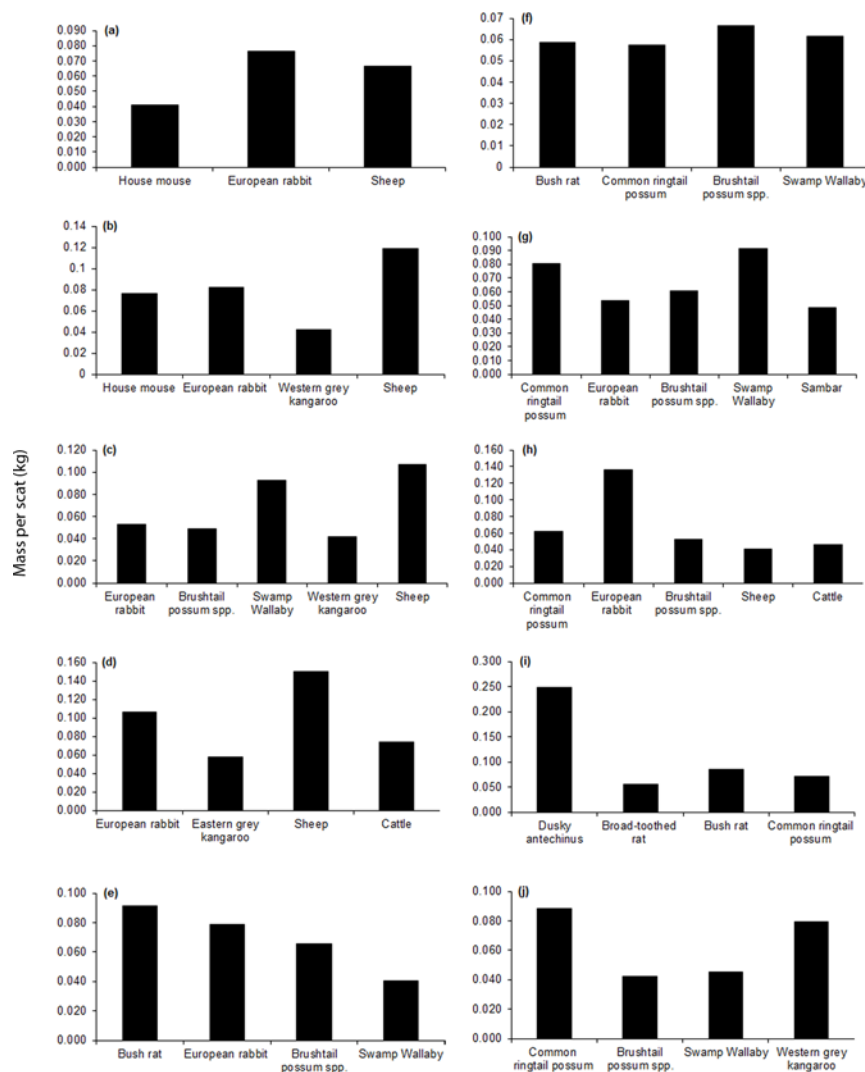 Mass per scat (kg)
(a)
0.090
0.080
0.070
0.060
0.050
0.040
0.030
0.020
0.010
0.000
House mouse European rabbit Sheep
(b)
0.14
0.12
0.1
0.08
0.06
0.04
0.02
0
House mouse European rabbit Western grey Sheep
kangaroo
(c)
0.120
0.100
0.080
0.060
0.040
0.020
0.000
European Brushtail Swamp Western grey Sheep
rabbit possum spp. Wallaby kangaroo
(d)
0.160
0.140
0.120
0.100
0.080
0.060
0.040
0.020
0.000
European rabbit Eastern grey Sheep Cattle
kangaroo
(e)
0.100
0.080
0.060
0.040
0.020
0.000
Bush rat European rabbit Brushtail Swamp Wallaby
possum spp.
(f)
0.07
0.06
0.05
0.04
0.03
0.02
0.01
0
Bush rat Common ringtail Brushtail Swamp Wallaby
possum possum spp.
(g)
0.100
0.090
0.080
0.070
0.060
0.050
0.040
0.030
0.020
0.010
0.000
Common European Brushtail Swamp Sambar
ringtail rabbit possum spp. Wallaby
possum
(h)
0.160
0.140
0.120
0.100
0.080
0.060
0.040
0.020
0.000
Common European Brushtail Sheep Cattle
ringtail rabbit possum spp.
possum
(i)
0.300
0.250
0.200
0.150
0.100
0.050
0.000
Dusky Broad-toothed Bush rat Common ringtail
antechinus rat possum
(j)
0.100
0.080
0.060
0.040
0.020
0.000
Common Brushtail Swamp Wallaby Western grey
ringtail possum possum spp. kangaroo